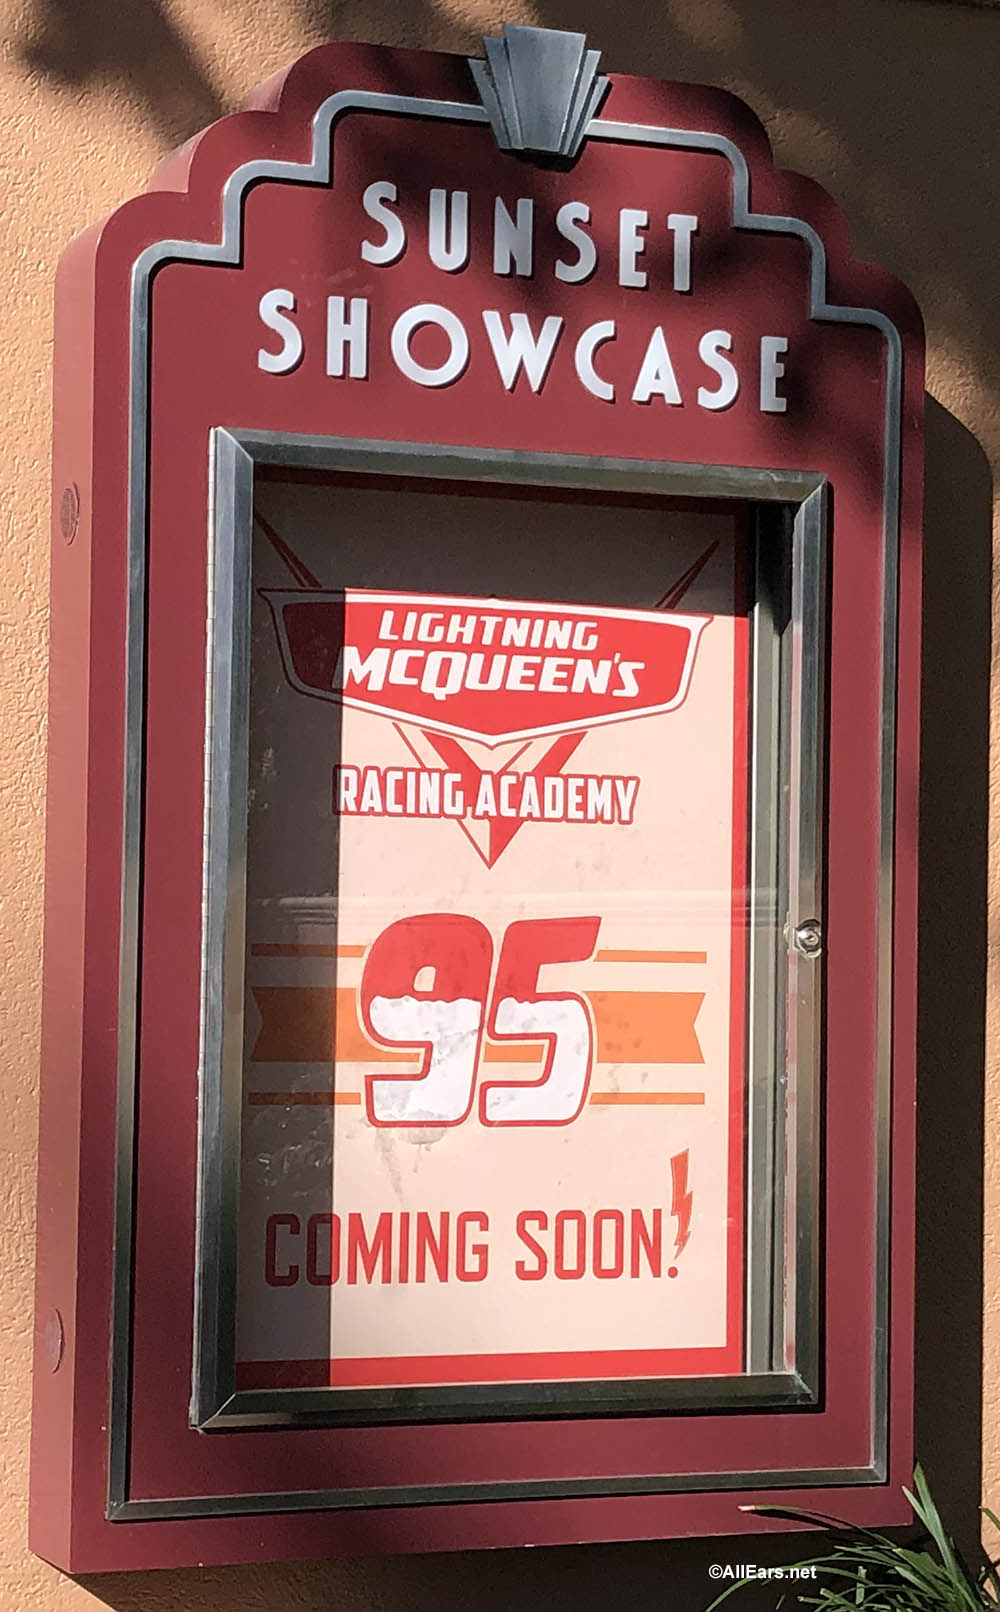 SUNSET
SHOWCASE
LIGHTNING
MCQUEEN'S
RACING ACADEMY
95
COMING SOON!
©AllEars.net